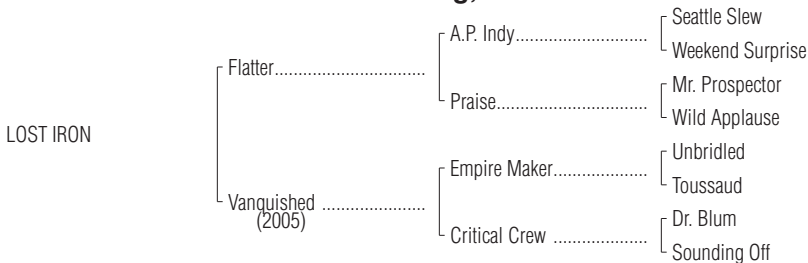 Seattle Slew
A.P. Indy..............................
Weekend Surprise
Flatter..................................
Mr. Prospector
Praise..................................
Wild Applause
LOST IRON
Unbridled
Empire Maker.....................
Toussaud
Vanquished .......................
(2005)
Dr. Blum
Critical Crew .....................
Sounding Off